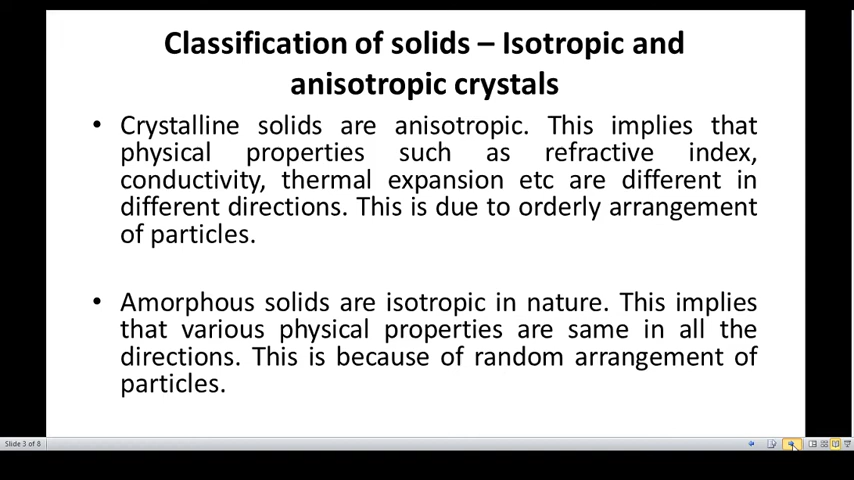 Classification of solids – Isotropic and
anisotropic crystals
• Crystalline solids are anisotropic. This implies that
physical properties such as refractive index,
conductivity, thermal expansion etc are different in
different directions. This is due to orderly arrangement
of particles.
• Amorphous solids are isotropic in nature. This implies
that various physical properties are same in all the
directions. This is because of random arrangement of
particles.
Slide 3 of 8